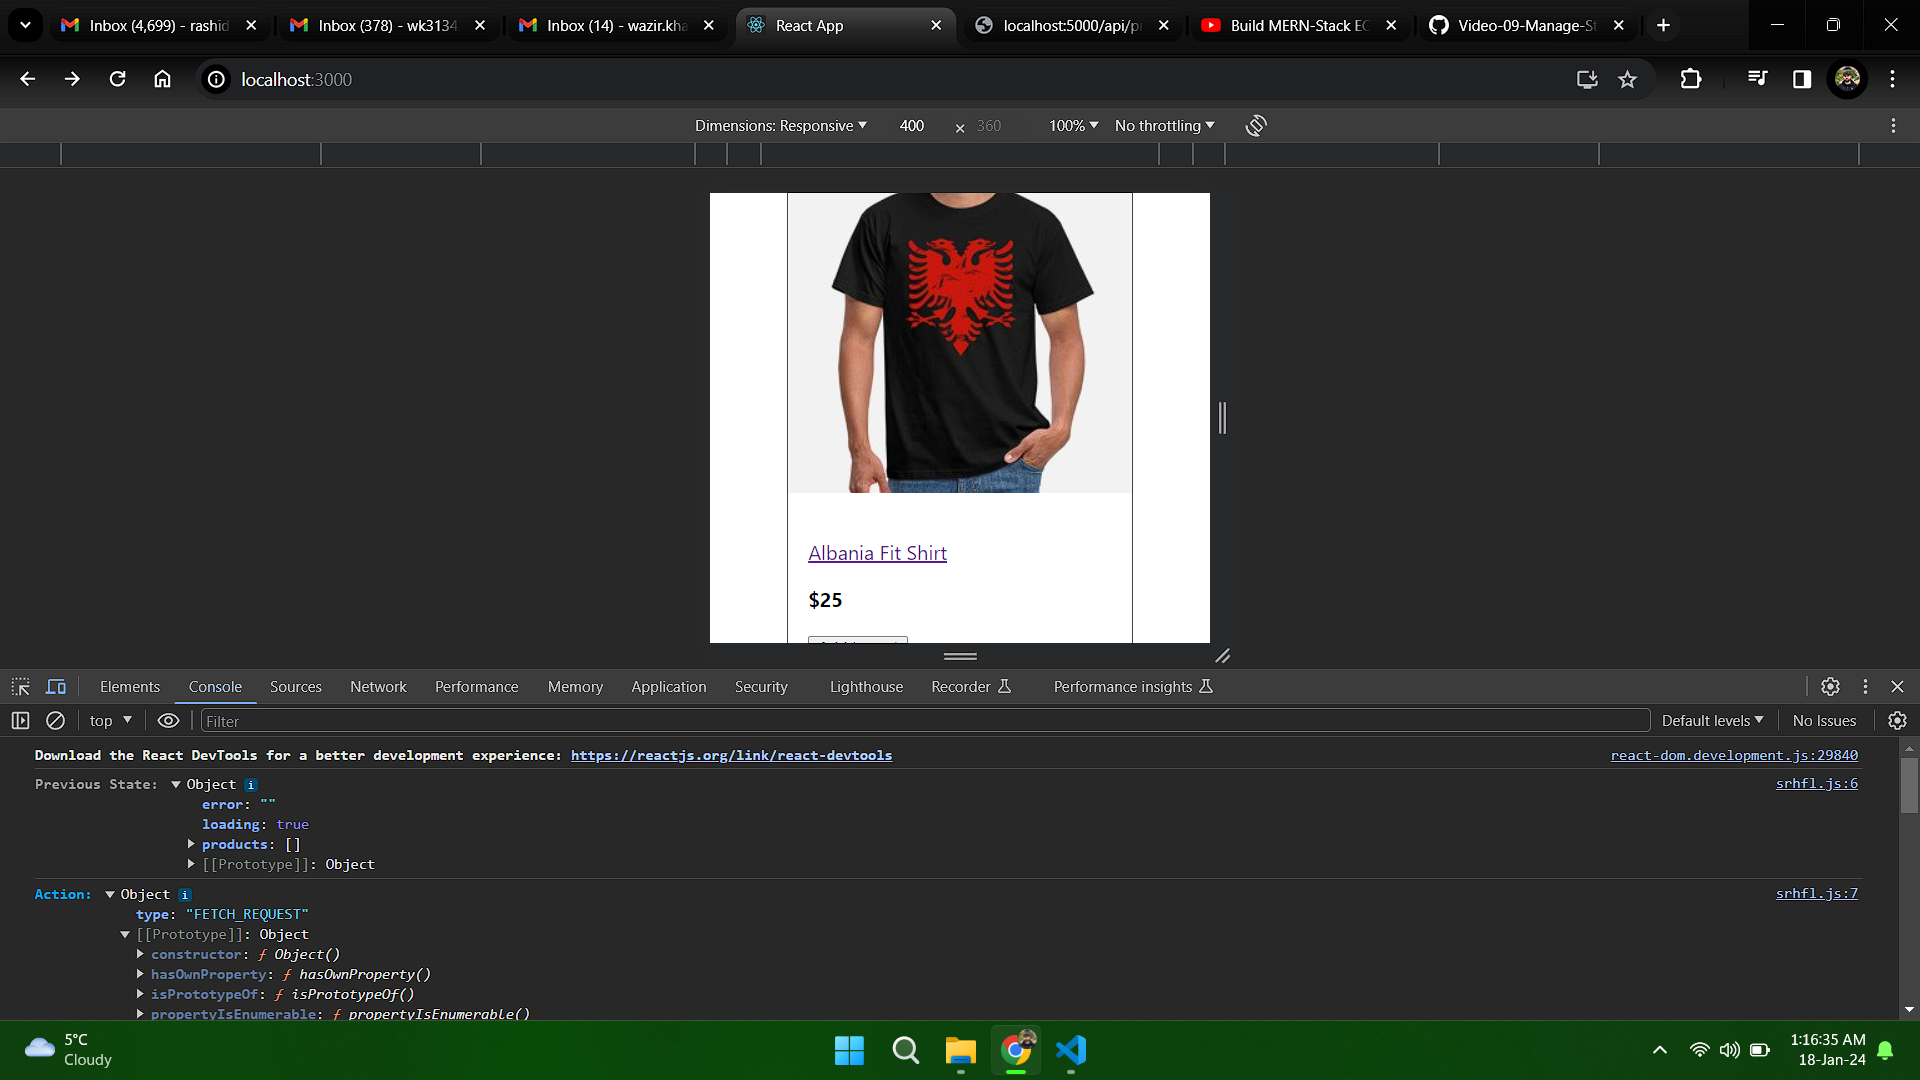 Inbox (4,699) - rashid
Inbox (378) - wk3134
Inbox (14) - wazir.kha
React App
localhost:5000/api/pr
Build MERN-Stack EC
Video-09-Manage-St
localhost:3000
Dimensions: Responsive
400
×
360
100%
No throttling
Albania Fit Shirt
$25
Elements
Console
Sources
Network
Performance
Memory
Application
Security
Lighthouse
Recorder
Performance insights
top
Filter
Default levels
No Issues
Download the React DevTools for a better development experience: https://reactjs.org/link/react-devtools
react-dom.development.js:29840
Previous State: Object
srhfl.js:6
error: ""
loading: true
products: []
[[Prototype]]: Object
Action: Object
srhfl.js:7
type: "FETCH_REQUEST"
[[Prototype]]: Object
constructor: ƒ Object()
hasOwnProperty: ƒ hasOwnProperty()
isPrototypeOf: ƒ isPrototypeOf()
propertyIsEnumerable: ƒ propertyIsEnumerable()
5°C
Cloudy
1:16:35 AM
18-Jan-24